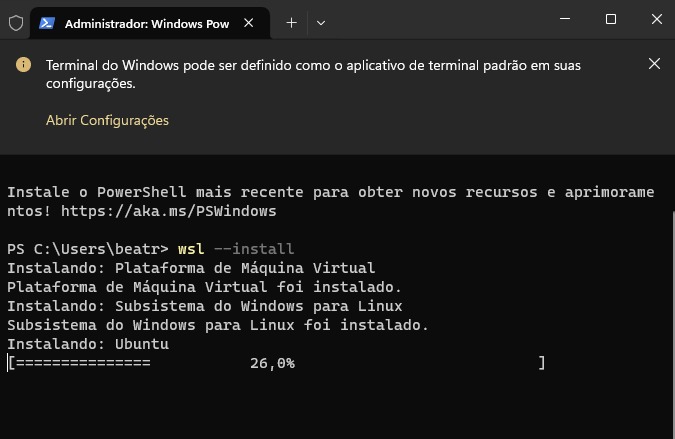 Administrador: Windows Pow
Terminal do Windows pode ser definido como o aplicativo de terminal padrão em suas
configurações.
Abrir Configurações
Instale o PowerShell mais recente para obter novos recursos e aprimorame
ntos! https://aka.ms/PSWindows
PS C:\Users\beatr> wsl --install
Instalando: Plataforma de Máquina Virtual
Plataforma de Máquina Virtual foi instalado.
Instalando: Subsistema do Windows para Linux
Subsistema do Windows para Linux foi instalado.
Instalando: Ubuntu
[=============== 26,0% ]